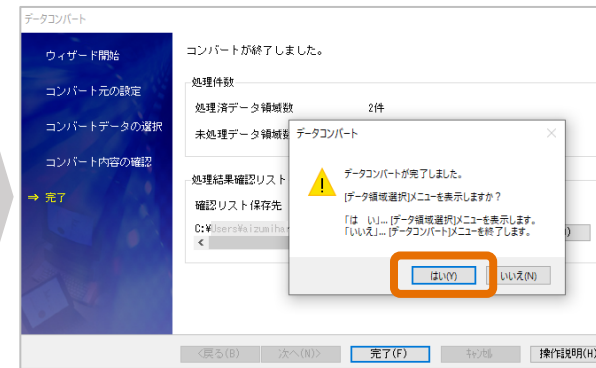 データコンバート
ウィザード開始
コンバート元の設定
コンバートデータの選択
コンバート内容の確認
⇒ 完了
コンバートが終了しました。
処理件数
処理済データ領域数 2件
未処理データ領域数
処理結果確認リスト
確認リスト保存先
C:¥Users¥aizumiha
データコンバート
データコンバートが完了しました。
[データ領域選択]メニューを表示しますか？
「は　い」... [データ領域選択]メニューを表示します。
「いいえ」... [データコンバート]メニューを終了します。
はい(Y) いいえ(N)
<戻る(B) 次へ(N)> 完了(F) ｷｬﾝｾﾙ 操作説明(H)